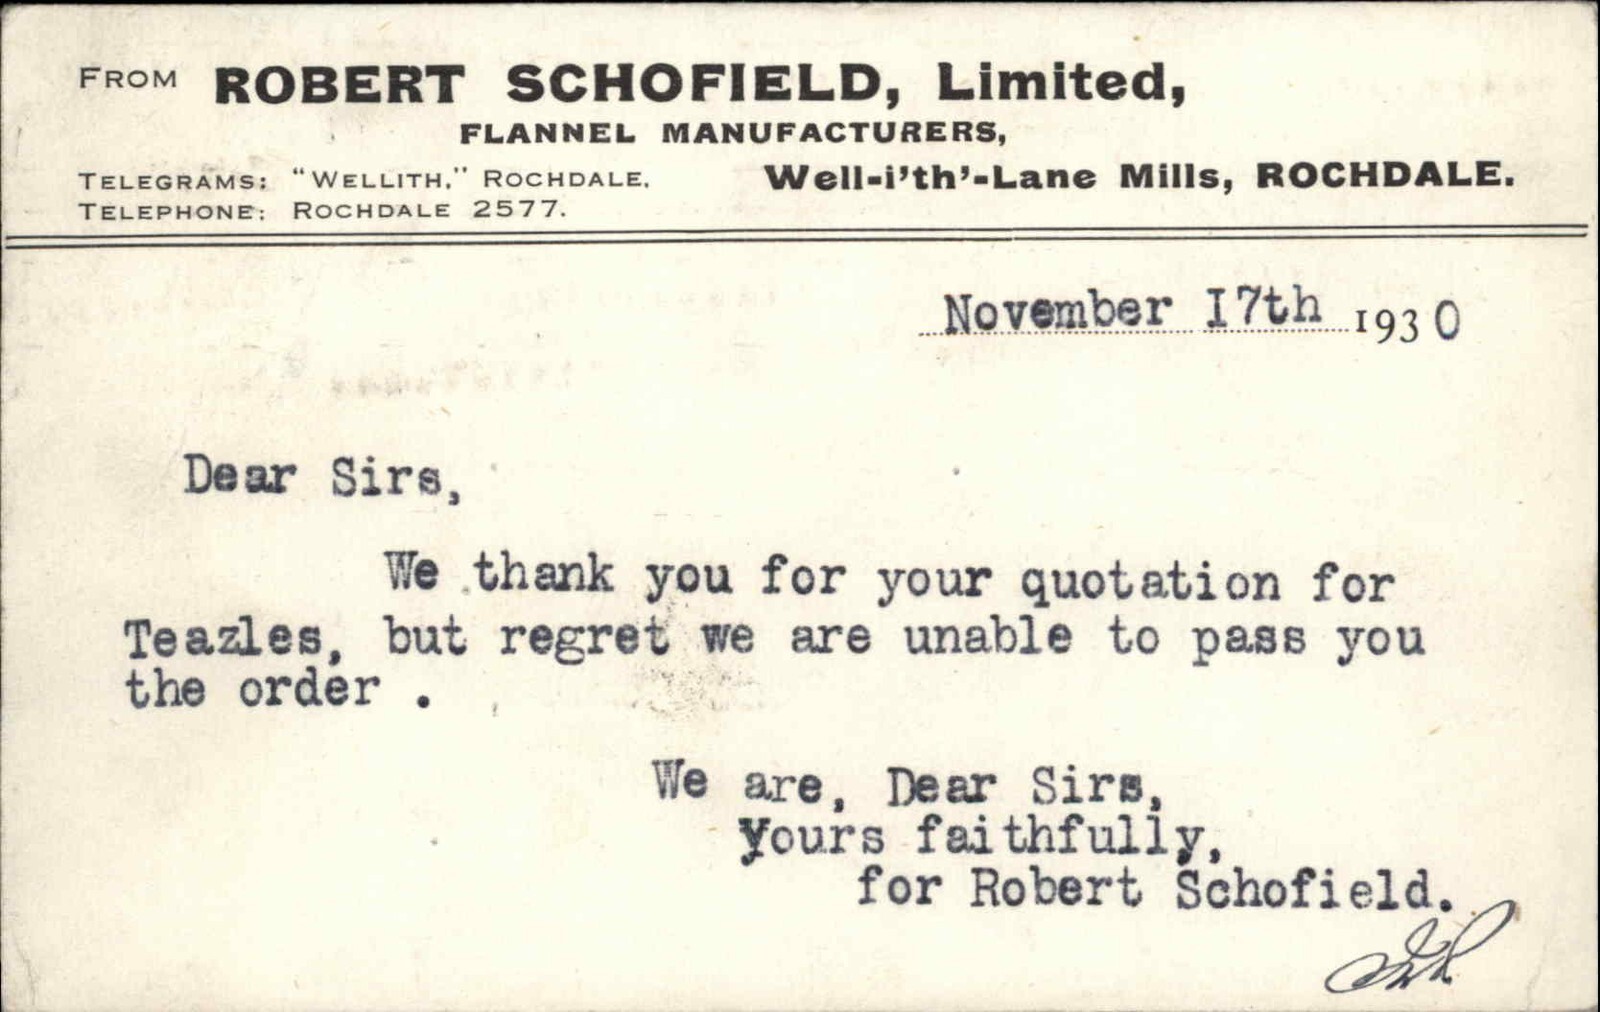 FROM ROBERT SCHOFIELD, Limited,
FLANNEL MANUFACTURERS,
TELEGRAMS: "WELLITH," ROCHDALE.
Well-i'th'-Lane Mills, ROCHDALE.
TELEPHONE: ROCHDALE 2577.
November I7th 1930
Dear Sirs,
We thank you for your quotation for
Teazles, but regret we are unable to pass you
the order .
We are, Dear Sirs,
yours faithfully,
for Robert Schofield.